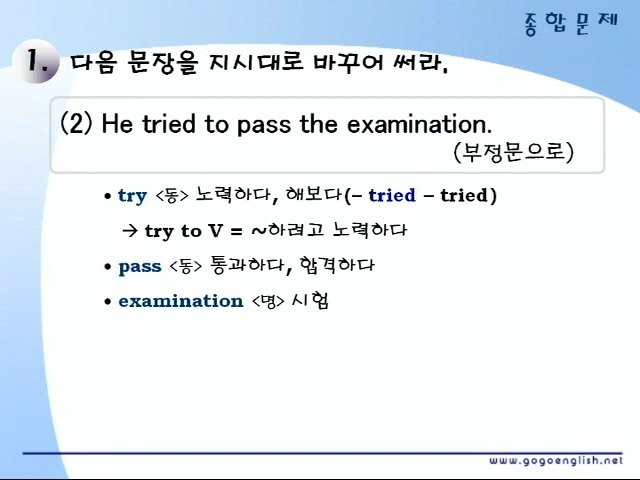 종합문제
1. 다음 문장을 지시대로 바꾸어 써라.
(2) He tried to pass the examination.
(부정문으로)
• try <동> 노력하다, 해보다(– tried – tried)
→ try to V = ~하려고 노력하다
• pass <동> 통과하다, 합격하다
• examination <명> 시험
www.gogoenglish.net